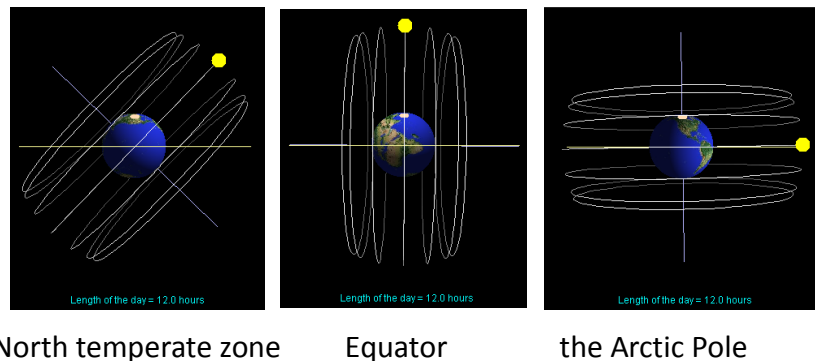 Length of the day = 12.0 hours
Length of the day = 12.0 hours
Length of the day = 12.0 hours
North temperate zone
Equator
the Arctic Pole